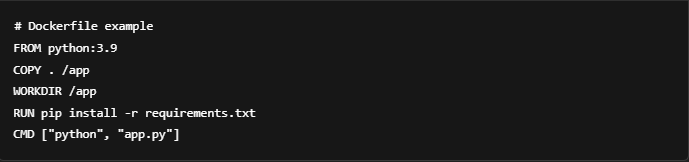 # Dockerfile example
FROM python:3.9
COPY . /app
WORKDIR /app
RUN pip install -r requirements.txt
CMD ["python", "app.py"]